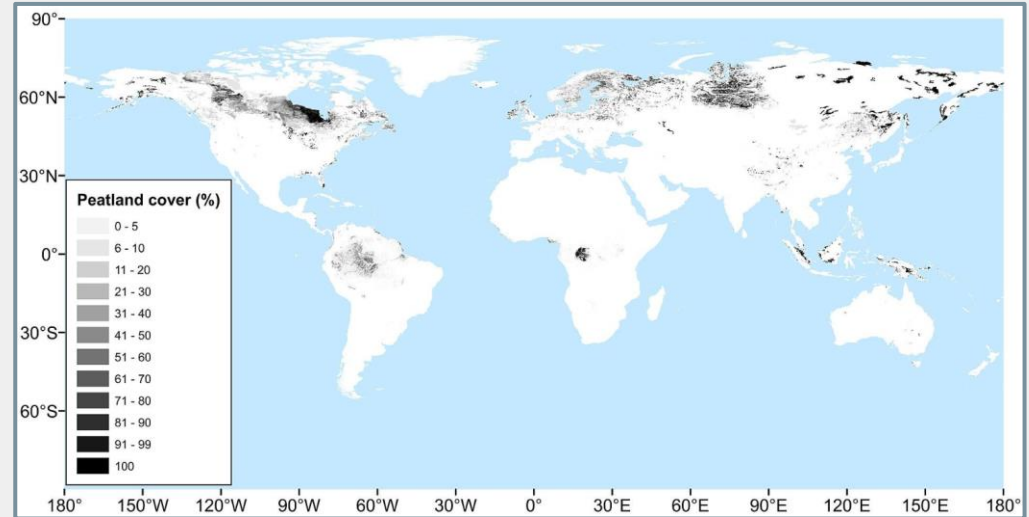 90°
60°N
30°N
0°
30°S
60°S
Peatland cover (%)
0 - 5
6 - 10
11 - 20
21 - 30
31 - 40
41 - 50
51 - 60
61 - 70
71 - 80
81 - 90
91 - 99
100
180° 150°W 120°W 90°W 60°W 30°W 0° 30°E 60°E 90°E 120°E 150°E 180°